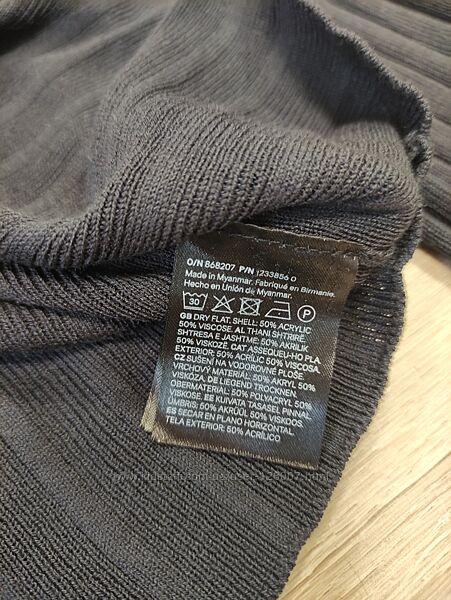 O/N 868207 P/N 1233856 0
Made in Myanmar. Fabriqué en Birmanie.
Hecho en Unión de Myanmar.
30
GB DRY FLAT. SHELL: 50% ACRYLIC
50% VISCOSE. AL THANI SHTRIRË.
SHTRESA E JASHTME: 50% AKRILIK
50% VISKOZË. CAT ASSEQUEU-HO PLA
EXTERIOR: 50% ACRÍLIC 50% VISCOSA.
CZ SUŠENÍ NA VODOROVNÉ PLOŠE.
VRCHOVÝ MATERIÁL: 50% AKRYL 50%
VISKÓZA. DE LIEGEND TROCKNEN.
OBERMATERIAL: 50% POLYACRYL 50%
VISKOSE. EE KUIVATA TASASEL PINNAL.
ÜMBRIS: 50% AKRÜÜL 50% VISKOOS.
ES SECAR EN PLANO HORIZONTAL.
TELA EXTERIOR: 50% ACRÍLICO